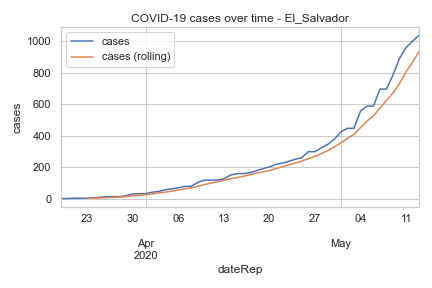 COVID-19 cases over time - El_Salvador
cases
cases (rolling)
1000
800
600
400
200
0
cases
23 30 06 13 20 27 04 11
Apr May
2020
dateRep